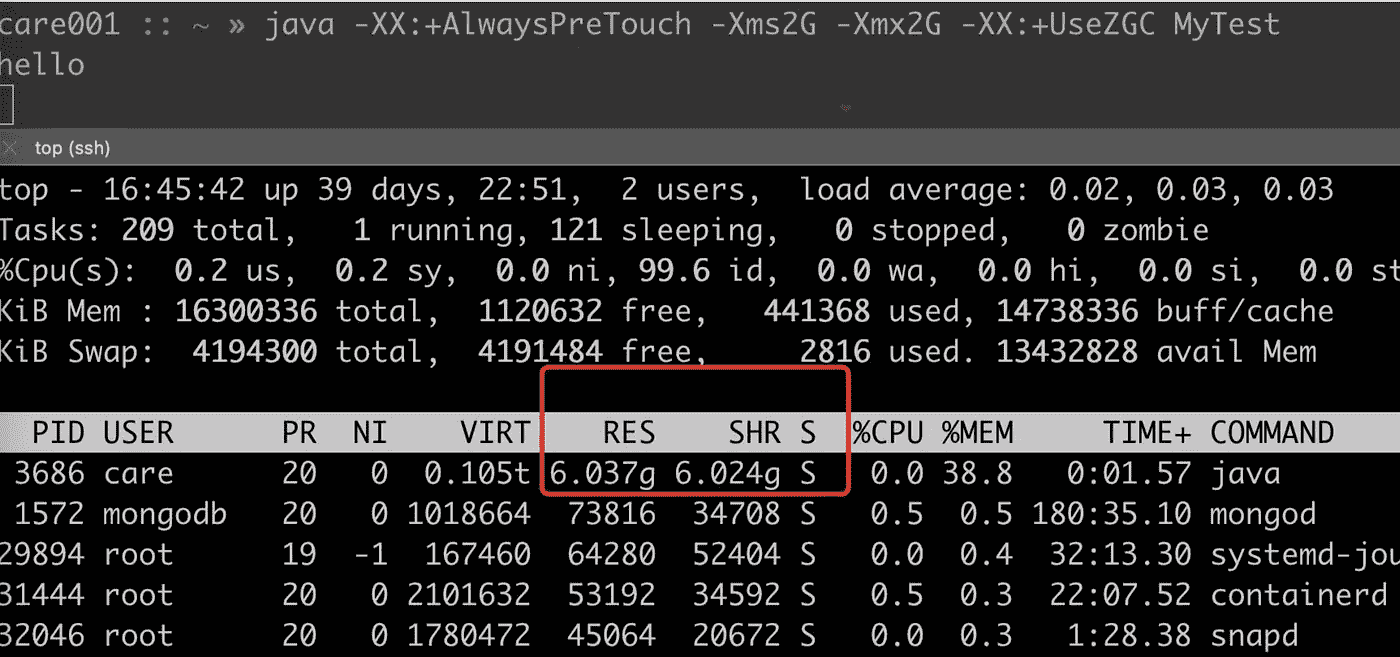 care001 :: ~ » java -XX:+AlwaysPreTouch -Xms2G -Xmx2G -XX:+UseZGC MyTest
hello
top (ssh)
top - 16:45:42 up 39 days, 22:51, 2 users, load average: 0.02, 0.03, 0.03
Tasks: 209 total, 1 running, 121 sleeping, 0 stopped, 0 zombie
%Cpu(s): 0.2 us, 0.2 sy, 0.0 ni, 99.6 id, 0.0 wa, 0.0 hi, 0.0 si, 0.0 st
KiB Mem : 16300336 total, 1120632 free, 441368 used, 14738336 buff/cache
KiB Swap: 4194300 total, 4191484 free, 2816 used. 13432828 avail Mem
PID USER PR NI VIRT RES SHR S %CPU %MEM TIME+ COMMAND
3686 care 20 0 0.105t 6.037g 6.024g S 0.0 38.8 0:01.57 java
1572 mongodb 20 0 1018664 73816 34708 S 0.5 0.5 180:35.10 mongod
29894 root 19 -1 167460 64280 52404 S 0.0 0.4 32:13.30 systemd-jou
31444 root 20 0 2101632 53192 34592 S 0.5 0.3 22:07.52 containerd
32046 root 20 0 1780472 45064 20672 S 0.0 0.3 1:28.38 snapd